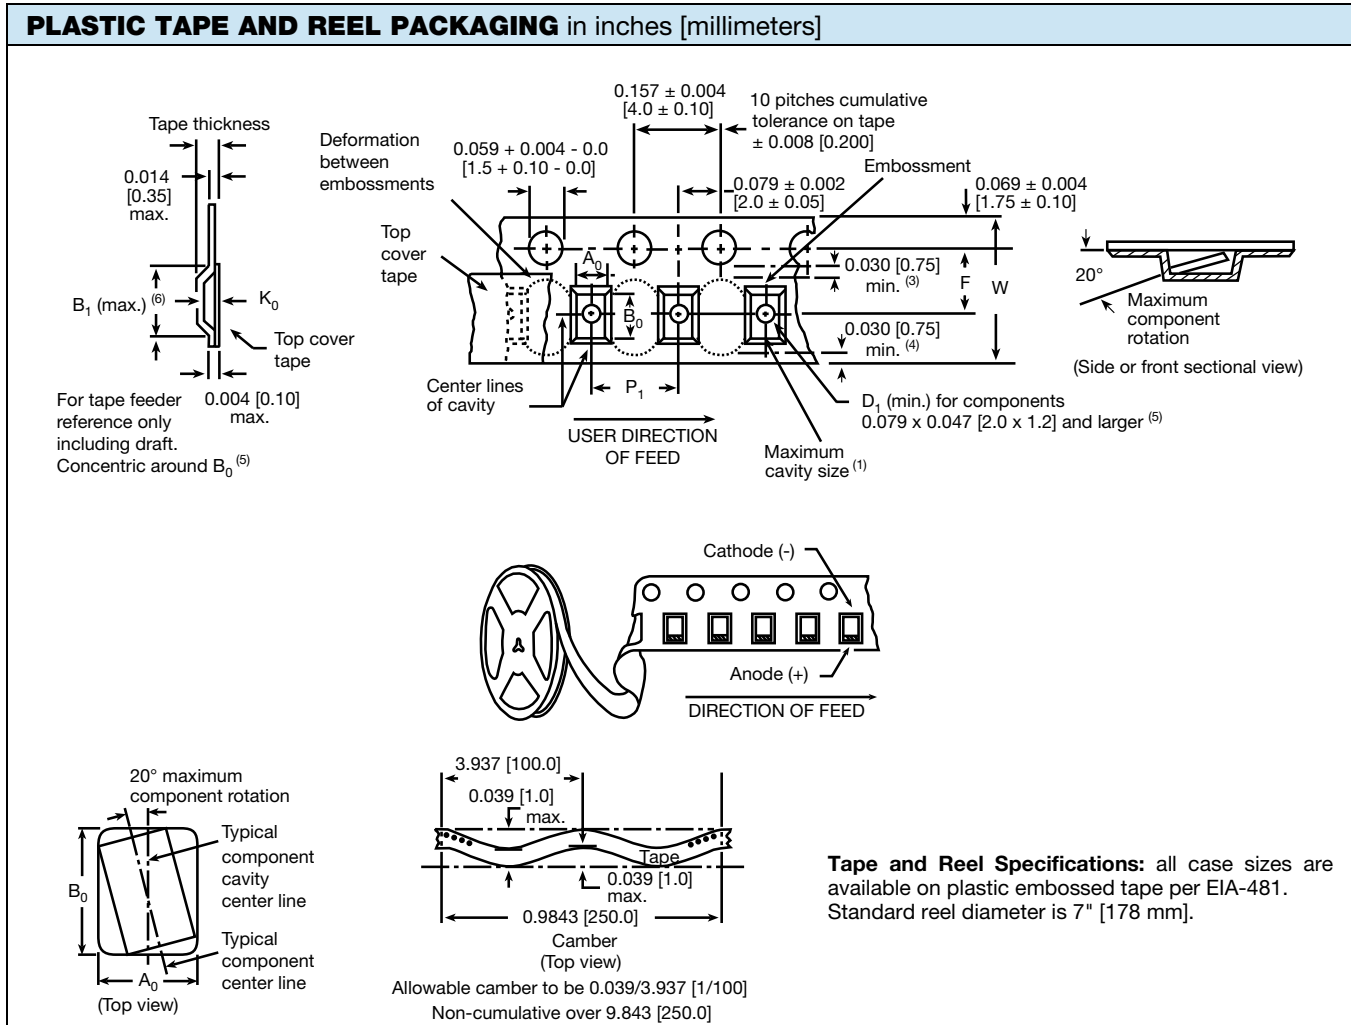 PLASTIC TAPE AND REEL PACKAGING in inches [millimeters]
Tape thickness
0.014
[0.35]
max.
B1 (max.) (6)
K0
Top cover
tape
0.004 [0.10]
max.
For tape feeder
reference only
including draft.
Concentric around B0 (5)
Deformation
between
embossments
Top
cover
tape
0.059 + 0.004 - 0.0
[1.5 + 0.10 - 0.0]
0.157 ± 0.004
[4.0 ± 0.10]
10 pitches cumulative
tolerance on tape
± 0.008 [0.200]
Embossment
0.079 ± 0.002
[2.0 ± 0.05]
0.069 ± 0.004
[1.75 ± 0.10]
A0
B0
0.030 [0.75]
min. (3)
F
W
0.030 [0.75]
min. (4)
Center lines
of cavity
P1
USER DIRECTION
OF FEED
D1 (min.) for components
0.079 x 0.047 [2.0 x 1.2] and larger (5)
Maximum
cavity size (1)
20°
Maximum
component
rotation
(Side or front sectional view)
Cathode (-)
Anode (+)
DIRECTION OF FEED
20° maximum
component rotation
Typical
component
cavity
center line
B0
Typical
component
center line
A0
(Top view)
3.937 [100.0]
0.039 [1.0]
max.
Tape
0.039 [1.0]
max.
0.9843 [250.0]
Camber
(Top view)
Allowable camber to be 0.039/3.937 [1/100]
Non-cumulative over 9.843 [250.0]
Tape and Reel Specifications: all case sizes are
available on plastic embossed tape per EIA-481.
Standard reel diameter is 7" [178 mm].